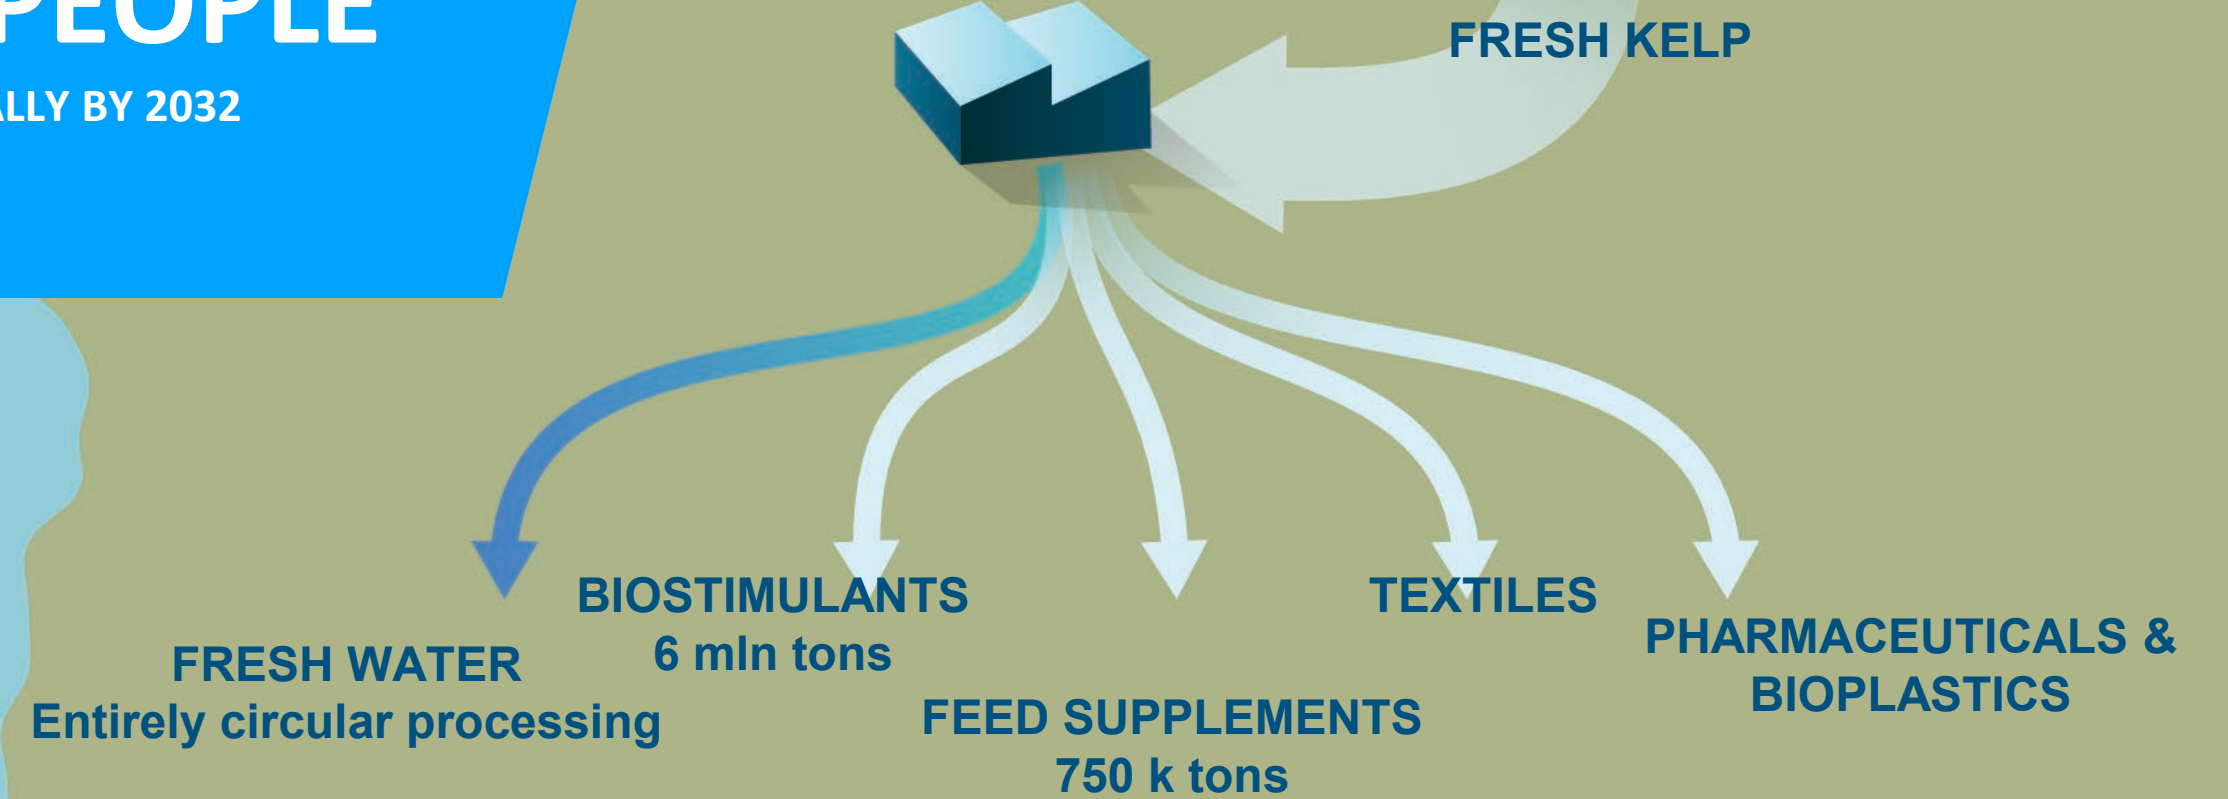 PEOPLE
ALLY BY 2032
FRESH KELP
BIOSTIMULANTS
6 mln tons
TEXTILES
FRESH WATER
Entirely circular processing
FEED SUPPLEMENTS
750 k tons
PHARMACEUTICALS &
BIOPLASTICS